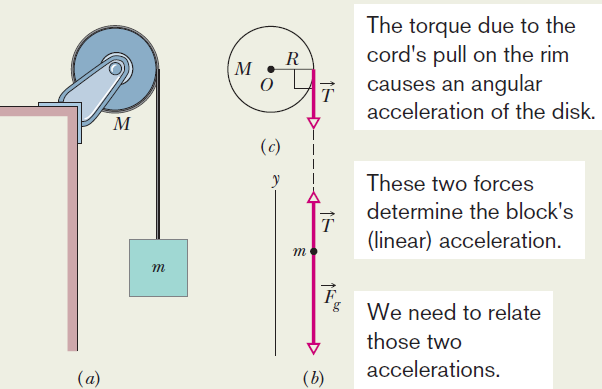 M
m
(a)
M
R
O
T
(c)
y
T
m
Fg
(b)
The torque due to the
cord's pull on the rim
causes an angular
acceleration of the disk.
These two forces
determine the block's
(linear) acceleration.
We need to relate
those two
accelerations.